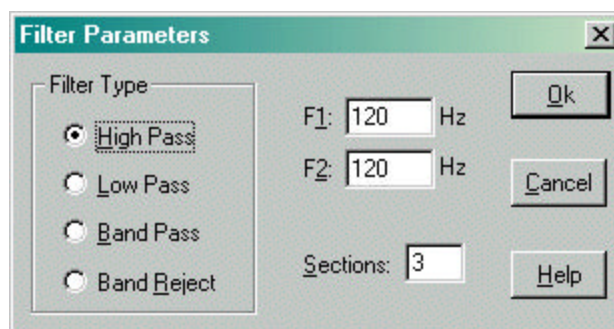 Filter Parameters
Filter Type
High Pass
Low Pass
Band Pass
Band Reject
F1: 120 Hz
F2: 120 Hz
Sections: 3
Ok
Cancel
Help